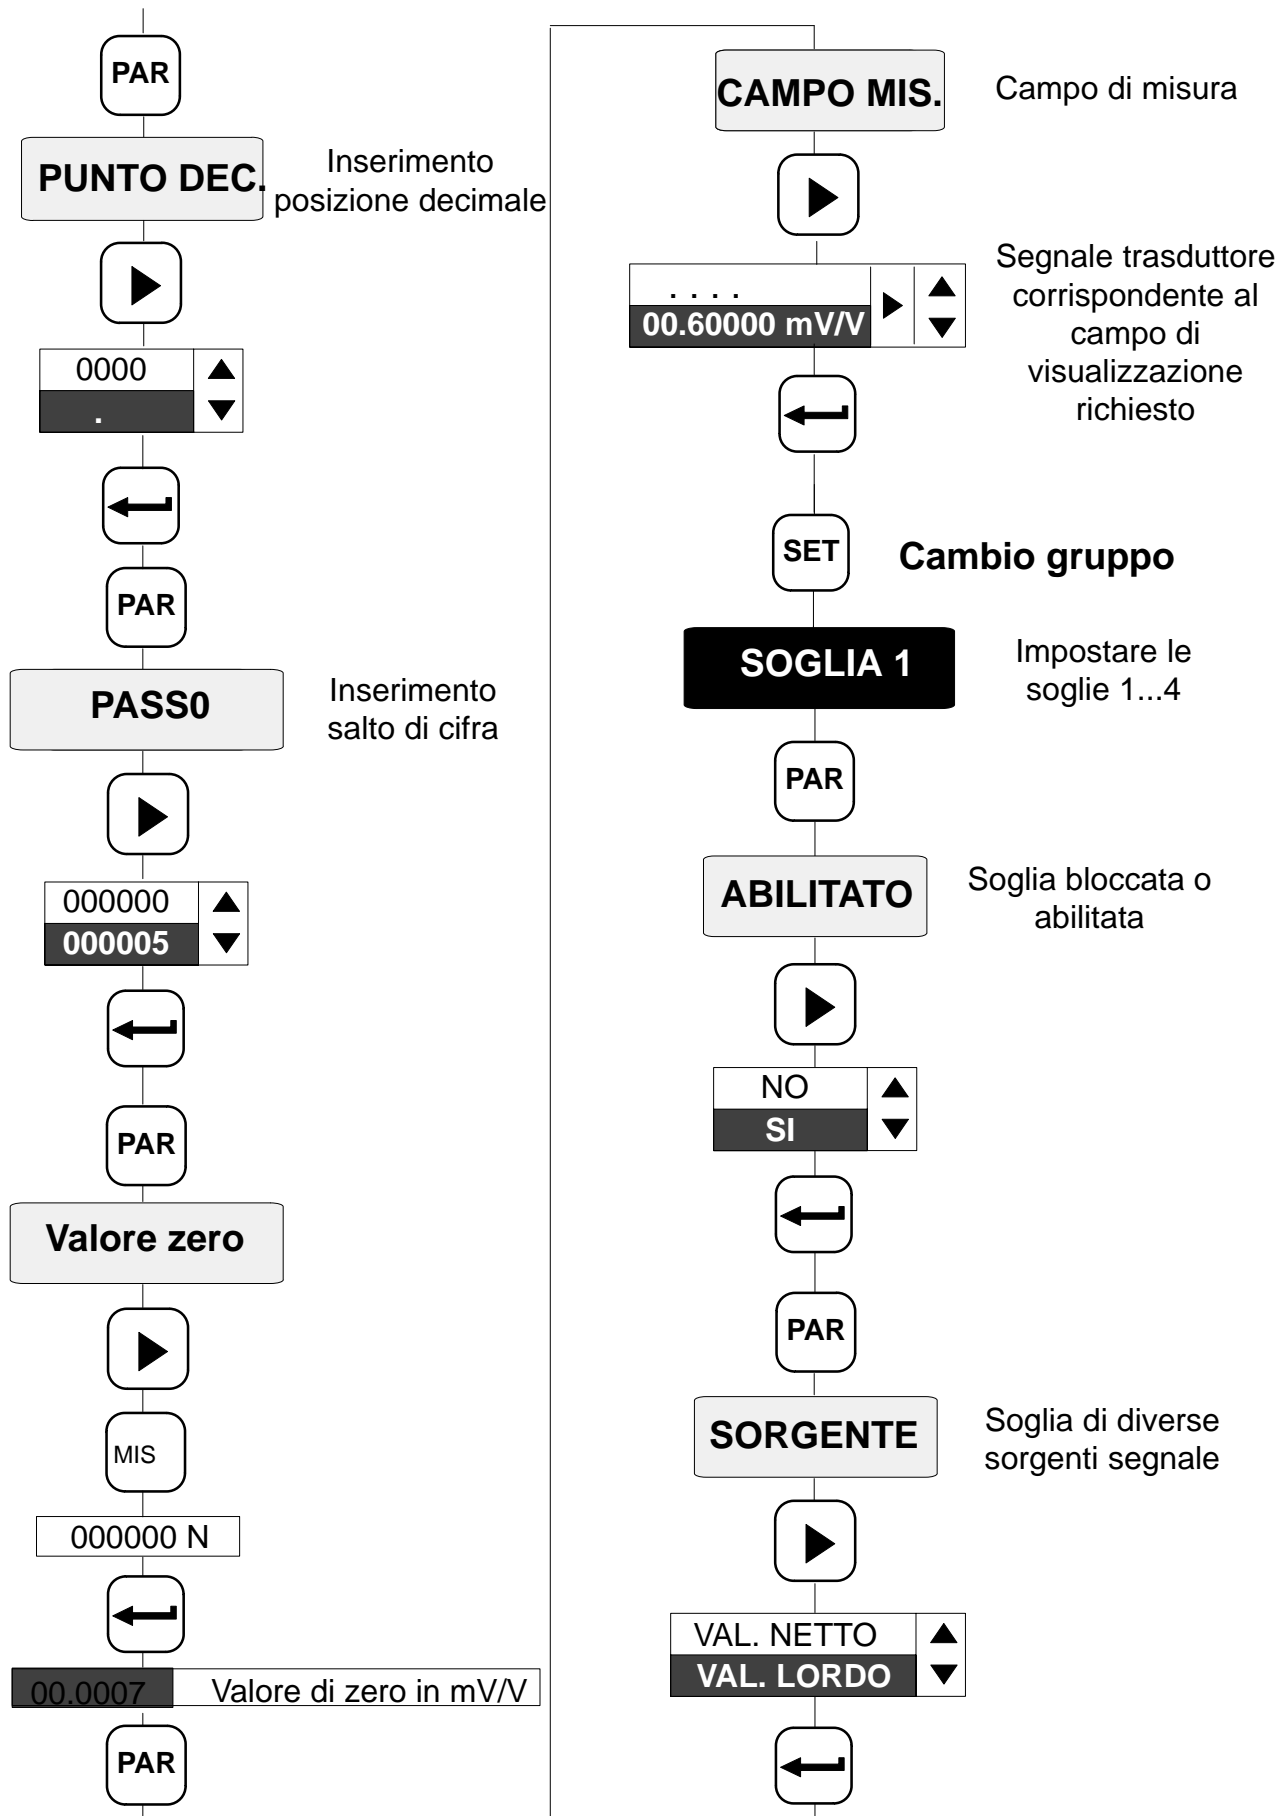 PAR
PUNTO DEC.
Inserimento
posizione decimale
0000
.
PAR
PASS0
Inserimento
salto di cifra
000000
000005
PAR
Valore zero
MIS
000000 N
00.0007
Valore di zero in mV/V
PAR
CAMPO MIS.
Campo di misura
. . . .
00.60000 mV/V
Segnale trasduttore
corrispondente al
campo di
visualizzazione
richiesto
SET
Cambio gruppo
SOGLIA 1
Impostare le
soglie 1...4
PAR
ABILITATO
Soglia bloccata o
abilitata
NO
SI
PAR
SORGENTE
Soglia di diverse
sorgenti segnale
VAL. NETTO
VAL. LORDO